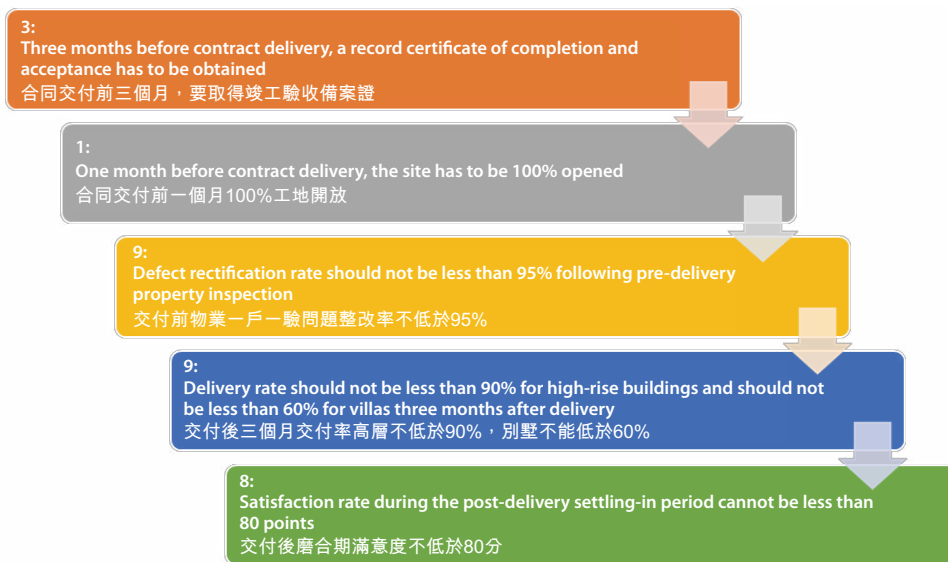 3:
Three months before contract delivery, a record certificate of completion and
acceptance has to be obtained
合同交付前三個月，要取得竣工驗收備案證
1:
One month before contract delivery, the site has to be 100% opened
合同交付前一個月100%工地開放
9:
Defect rectification rate should not be less than 95% following pre-delivery
property inspection
交付前物業一戶一驗問題整改率不低於95%
9:
Delivery rate should not be less than 90% for high-rise buildings and should not
be less than 60% for villas three months after delivery
交付後三個月交付率高層不低於90%，別墅不能低於60%
8:
Satisfaction rate during the post-delivery settling-in period cannot be less than
80 points
交付後磨合期滿意度不低於80分